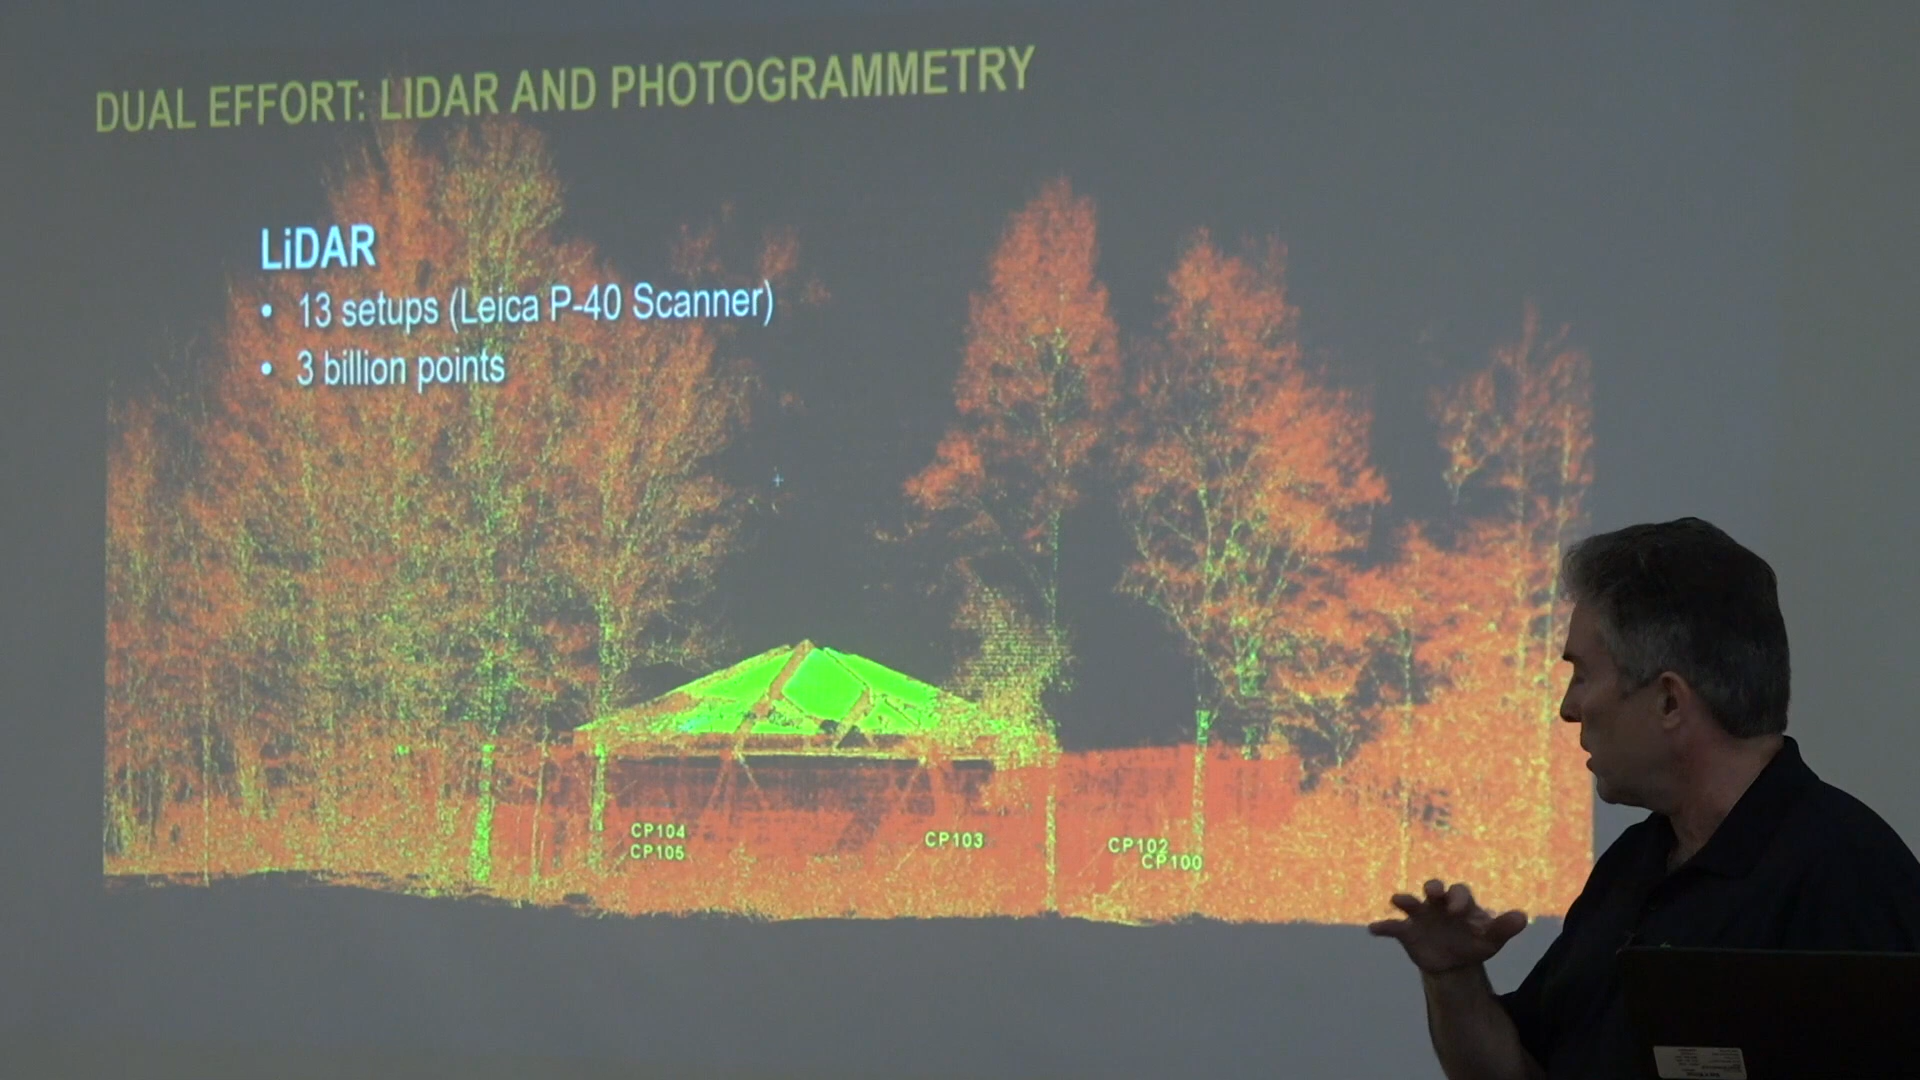 DUAL EFFORT: LIDAR AND PHOTOGRAMMETRY
LiDAR
• 13 setups (Leica P-40 Scanner)
• 3 billion points
CP104
CP105
CP103
CP102
CP100